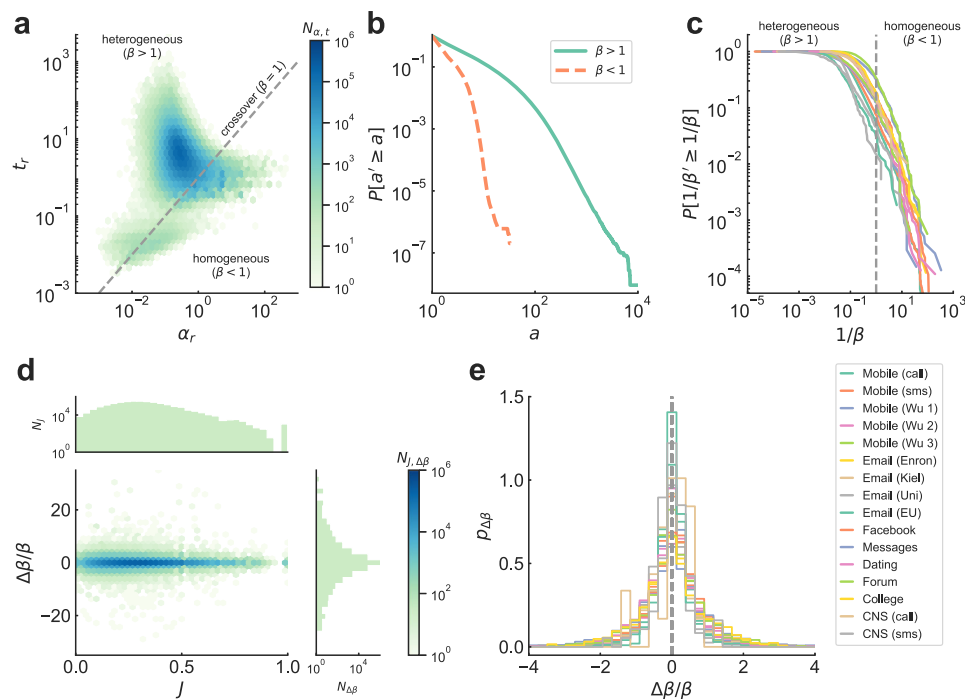 a
heterogeneous
(β > 1)
crossover (β = 1)
homogeneous
(β < 1)
10^3
10^1
10^-1
10^-3
t_r
10^-2
10^0
10^2
α_r
N_α,t
10^6
10^5
10^4
10^3
10^2
10^1
10^0
b
β > 1
β < 1
10^-1
10^-3
10^-5
10^-7
P[a' ≥ a]
10^0
10^2
10^4
a
c
heterogeneous
(β > 1)
homogeneous
(β < 1)
10^0
10^-1
10^-2
10^-3
10^-4
P[1/β' ≥ 1/β]
10^-5
10^-3
10^-1
10^1
10^3
1/β
d
10^4
10^0
N_J
20
0
-20
Δβ/β
0.0
0.5
1.0
J
10^0
10^4
N_Δβ
N_J,Δβ
10^6
10^4
10^2
10^0
e
1.5
1.0
0.5
0.0
p_Δβ
−4
−2
0
2
4
Δβ/β
Mobile (call)
Mobile (sms)
Mobile (Wu 1)
Mobile (Wu 2)
Mobile (Wu 3)
Email (Enron)
Email (Kiel)
Email (Uni)
Email (EU)
Facebook
Messages
Dating
Forum
College
CNS (call)
CNS (sms)